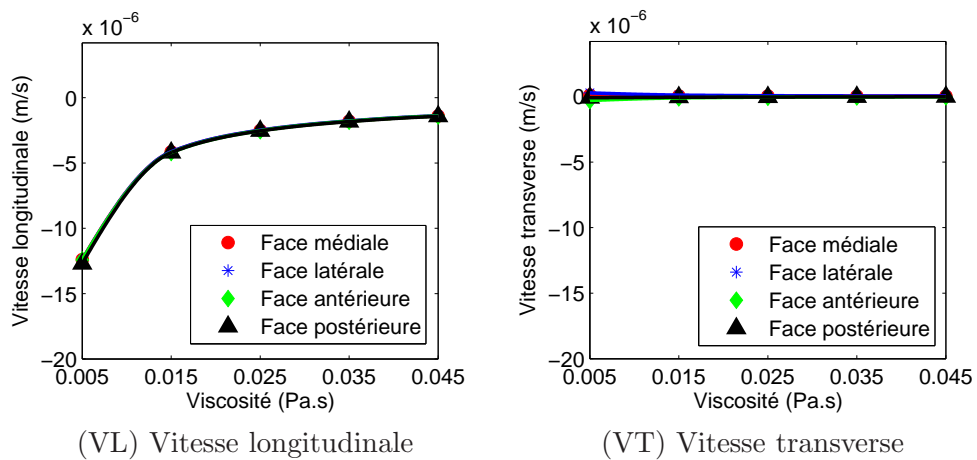 x 10⁻⁶
0
−5
−10
−15
−20
0.005 0.015 0.025 0.035 0.045
Viscosité (Pa.s)
Vitesse longitudinale (m/s)
Face médiale
Face latérale
Face antérieure
Face postérieure
(VL) Vitesse longitudinale
x 10⁻⁶
0
−5
−10
−15
−20
0.005 0.015 0.025 0.035 0.045
Viscosité (Pa.s)
Vitesse transverse (m/s)
Face médiale
Face latérale
Face antérieure
Face postérieure
(VT) Vitesse transverse